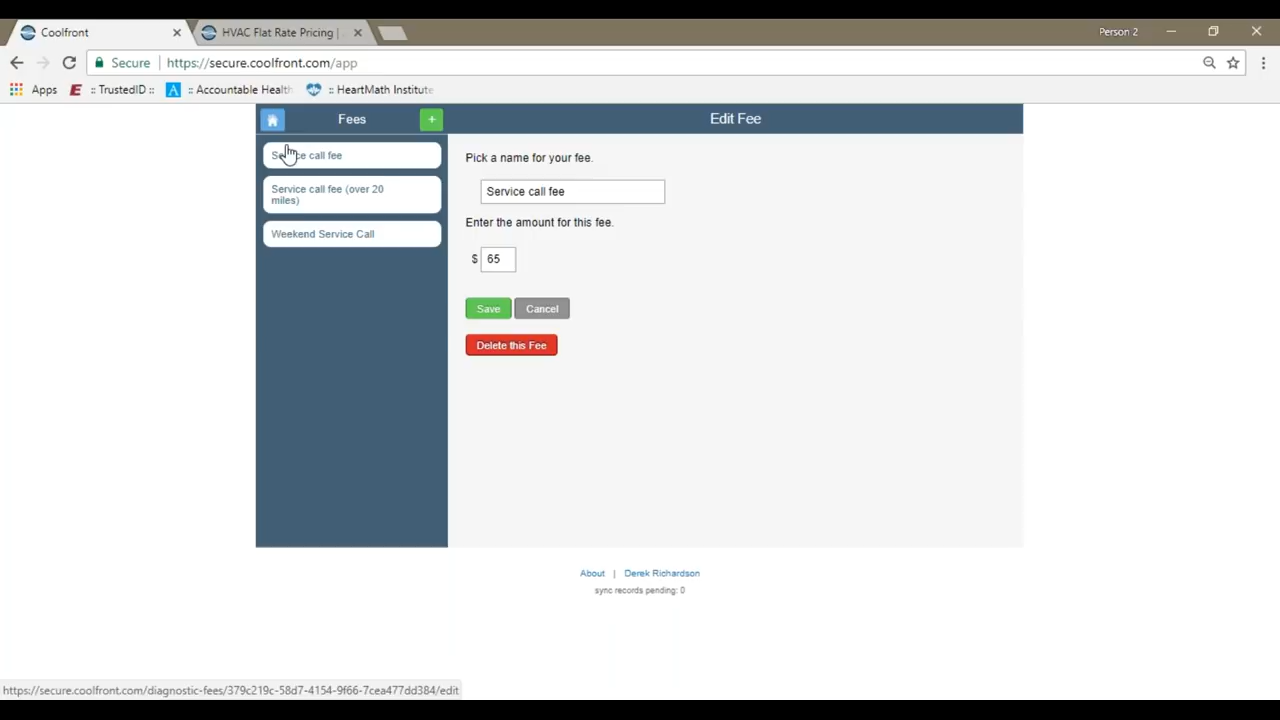 Coolfront
HVAC Flat Rate Pricing |
Person 2
Secure
https://secure.coolfront.com/app
Apps
:: TrustedID ::
:: Accountable Health
:: HeartMath Institute
Fees
+
Edit Fee
Service call fee
Service call fee (over 20
miles)
Weekend Service Call
Pick a name for your fee.
Service call fee
Enter the amount for this fee.
$ 65
Save
Cancel
Delete this Fee
About | Derek Richardson
sync records pending: 0
https://secure.coolfront.com/diagnostic-fees/379c219c-58d7-4154-9f66-7cea477dd384/edit